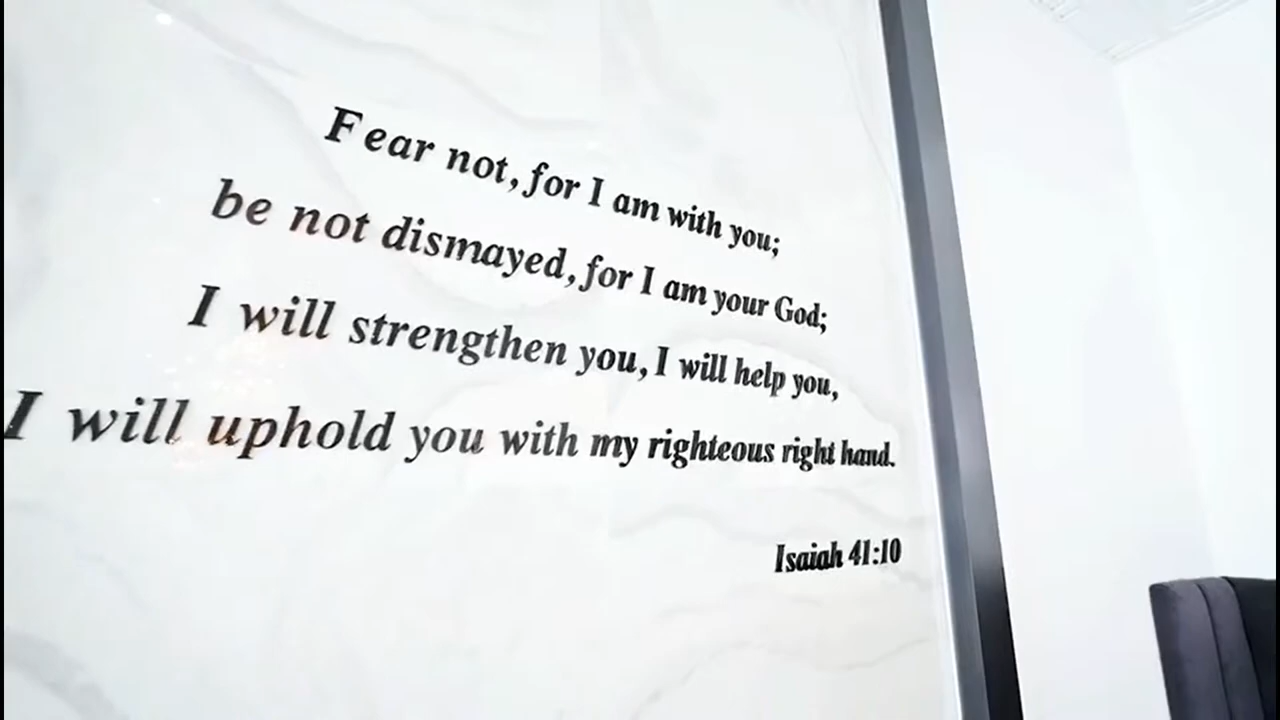 Fear not, for I am with you;
be not dismayed, for I am your God;
I will strengthen you, I will help you,
I will uphold you with my righteous right hand.
Isaiah 41:10